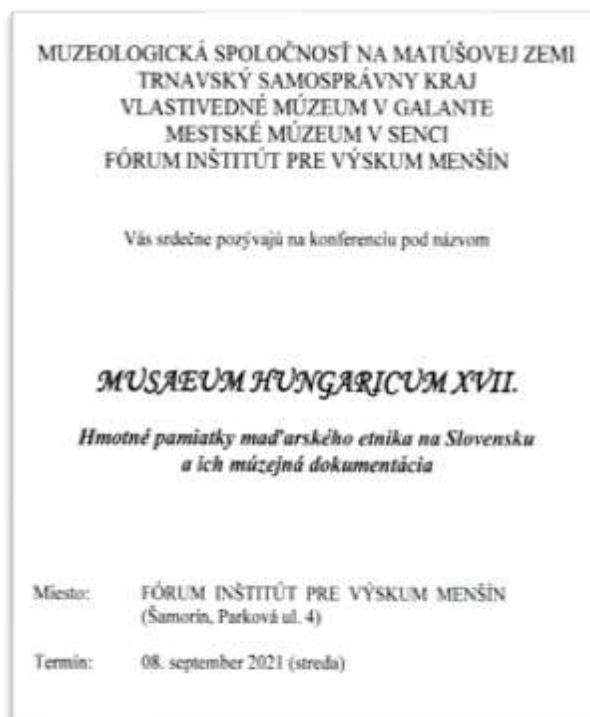 MUZEOLOGICKÁ SPOLOČNOSŤ NA MATÚŠOVEJ ZEMI
TRNAVSKÝ SAMOSPRÁVNY KRAJ
VLASTIVEDNÉ MÚZEUM V GALANTE
MESTSKÉ MÚZEUM V SENCI
FÓRUM INŠTITÚT PRE VÝSKUM MENŠÍN
Vás srdečne pozývajú na konferenciu pod názvom
MUSAEUM HUNGARICUM XVII.
Hmotné pamiatky maďarského etnika na Slovensku
a ich múzejná dokumentácia
Miesto: FÓRUM INŠTITÚT PRE VÝSKUM MENŠÍN
(Šamorín, Parková ul. 4)
Termín: 08. september 2021 (streda)